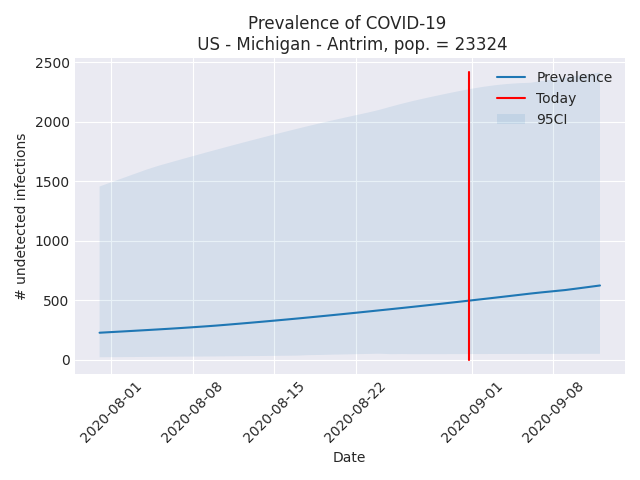 Prevalence of COVID-19
US - Michigan - Antrim, pop. = 23324
2500
2000
1500
1000
500
0
# undetected infections
Prevalence
Today
95CI
2020-08-01
2020-08-08
2020-08-15
2020-08-22
2020-09-01
2020-09-08
Date